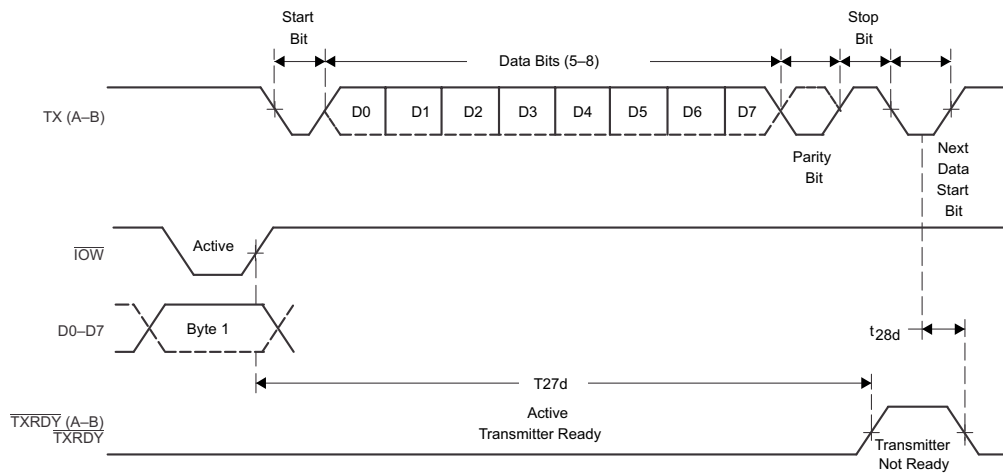 Start
Bit
Data Bits (5–8)
Stop
Bit
TX (A–B)
D0
D1
D2
D3
D4
D5
D6
D7
Parity
Bit
Next
Data
Start
Bit
IOW
Active
D0–D7
Byte 1
t28d
T27d
TXRDY (A–B)
TXRDY
Active
Transmitter Ready
Transmitter
Not Ready